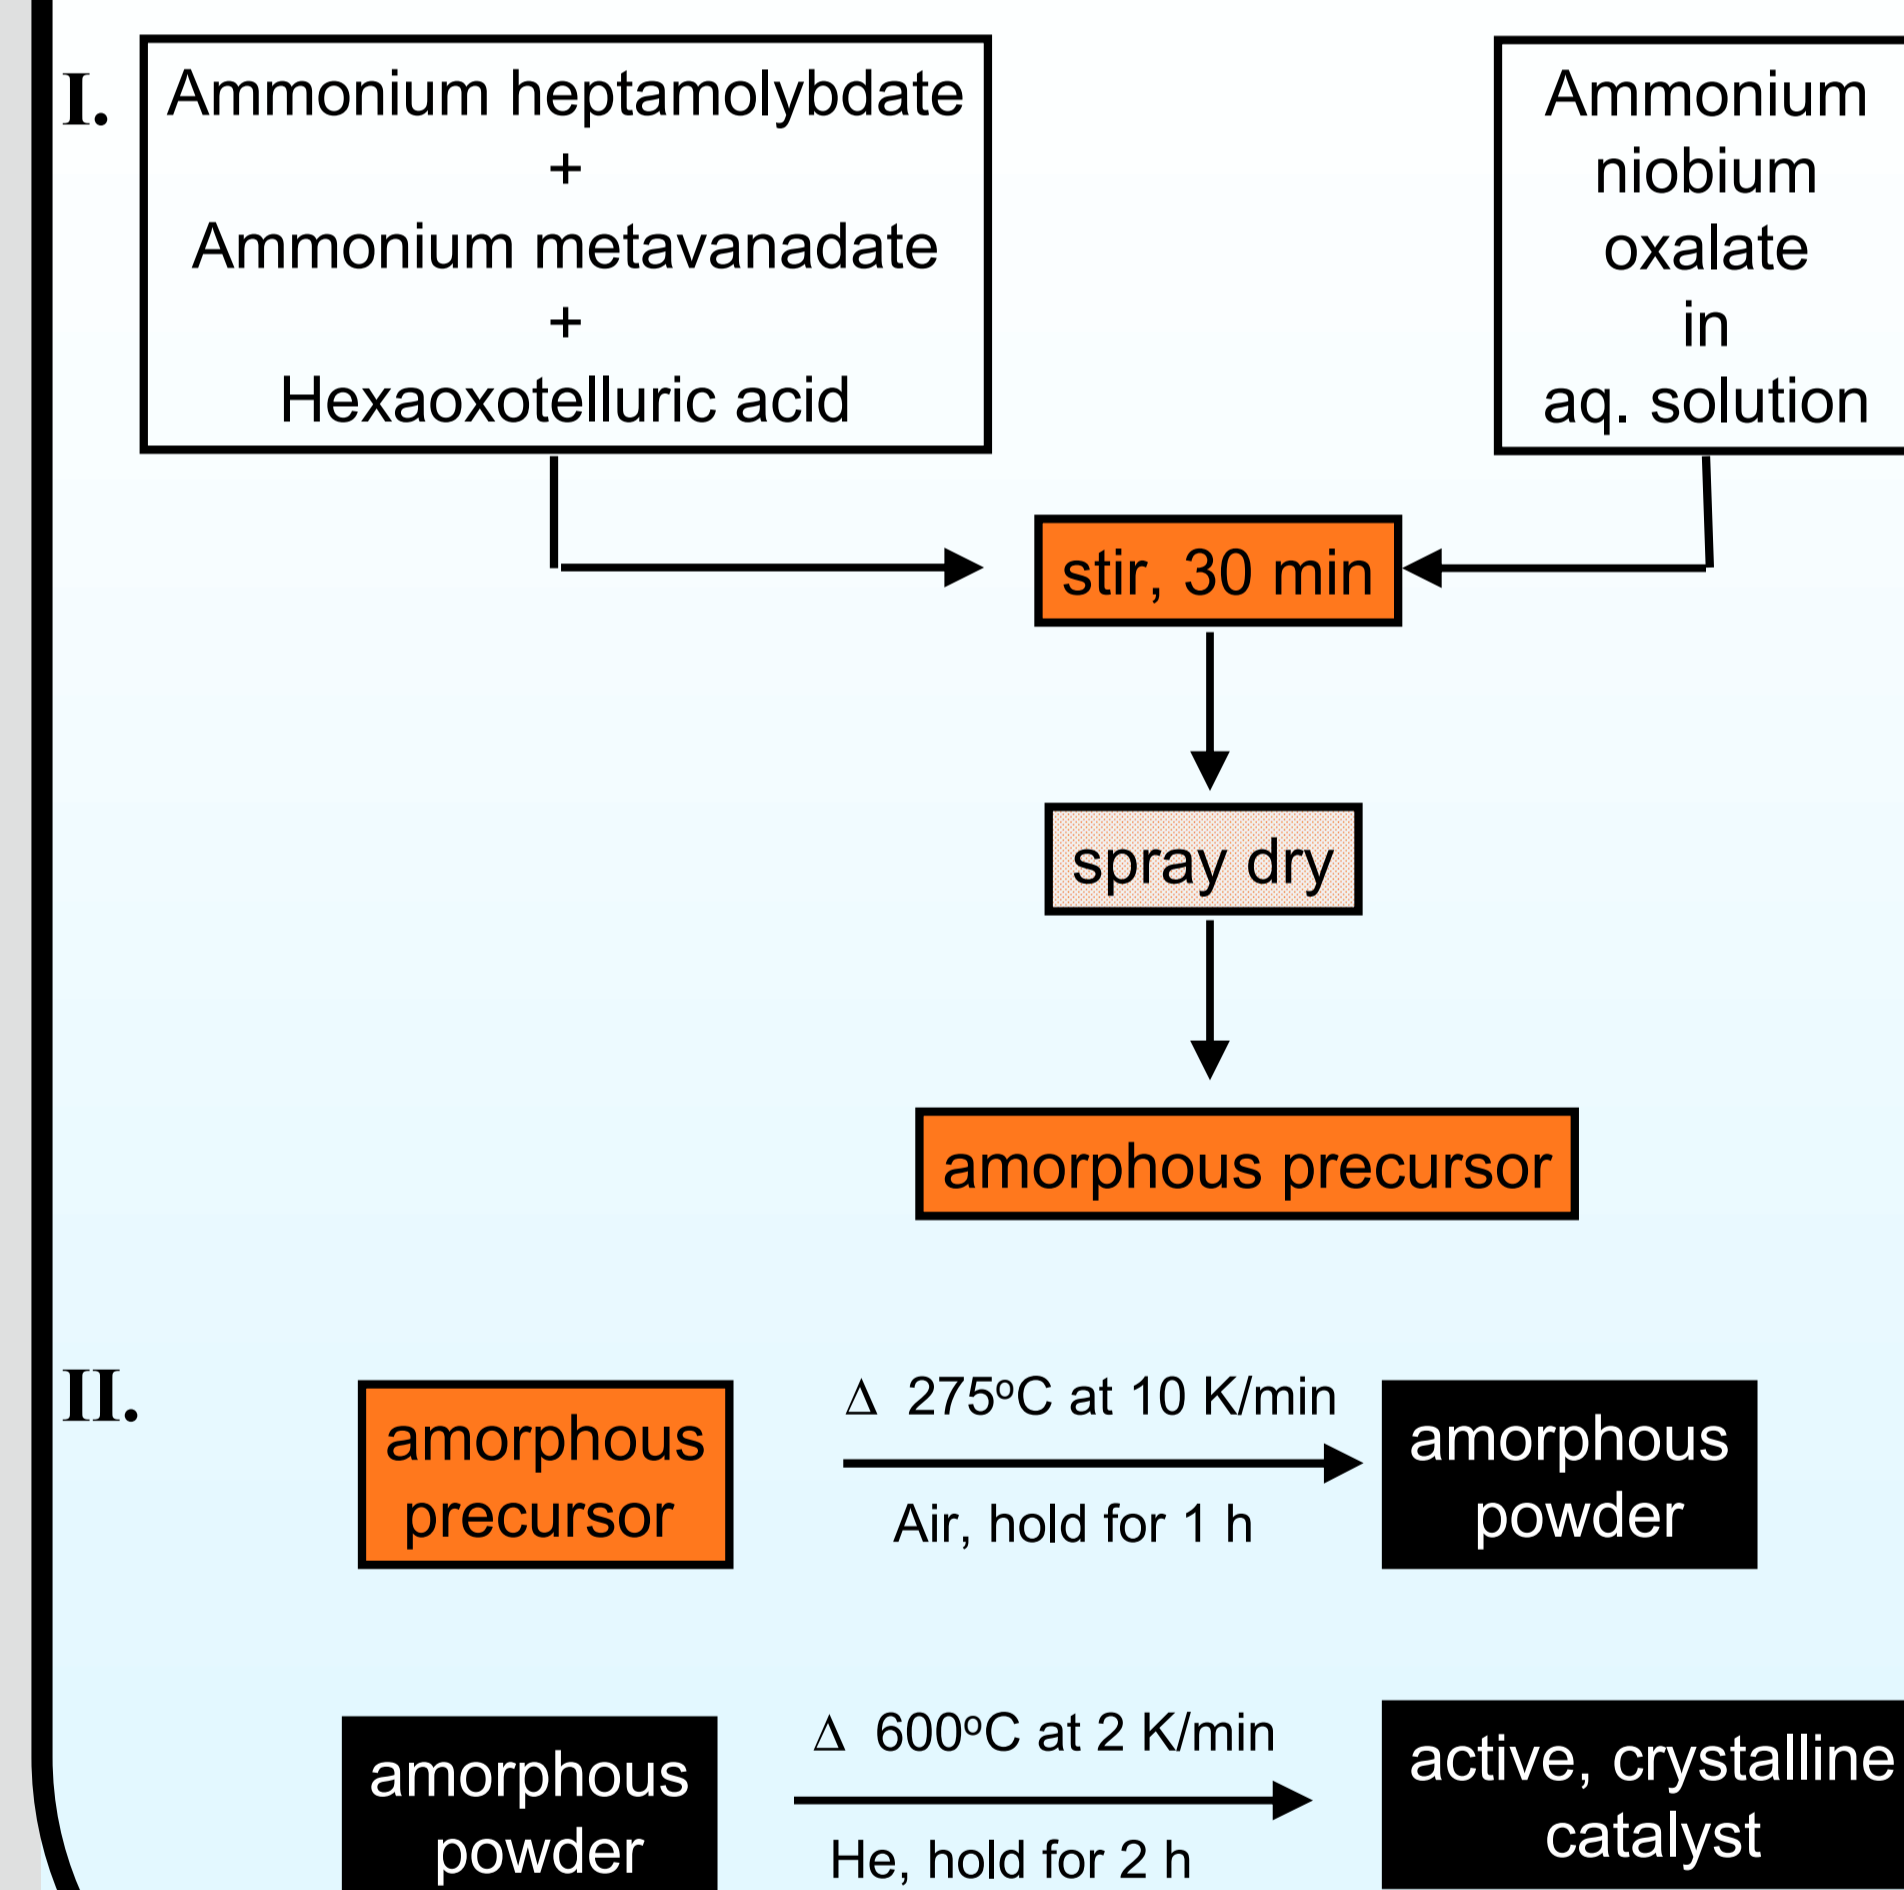 I.
Ammonium heptamolybdate
+
Ammonium metavanadate
+
Hexaoxotelluric acid
Ammonium
niobium
oxalate
in
aq. solution
stir, 30 min
spray dry
amorphous precursor
II.
amorphous
precursor
Δ 275°C at 10 K/min
Air, hold for 1 h
amorphous
powder
amorphous
powder
Δ 600°C at 2 K/min
He, hold for 2 h
active, crystalline
catalyst